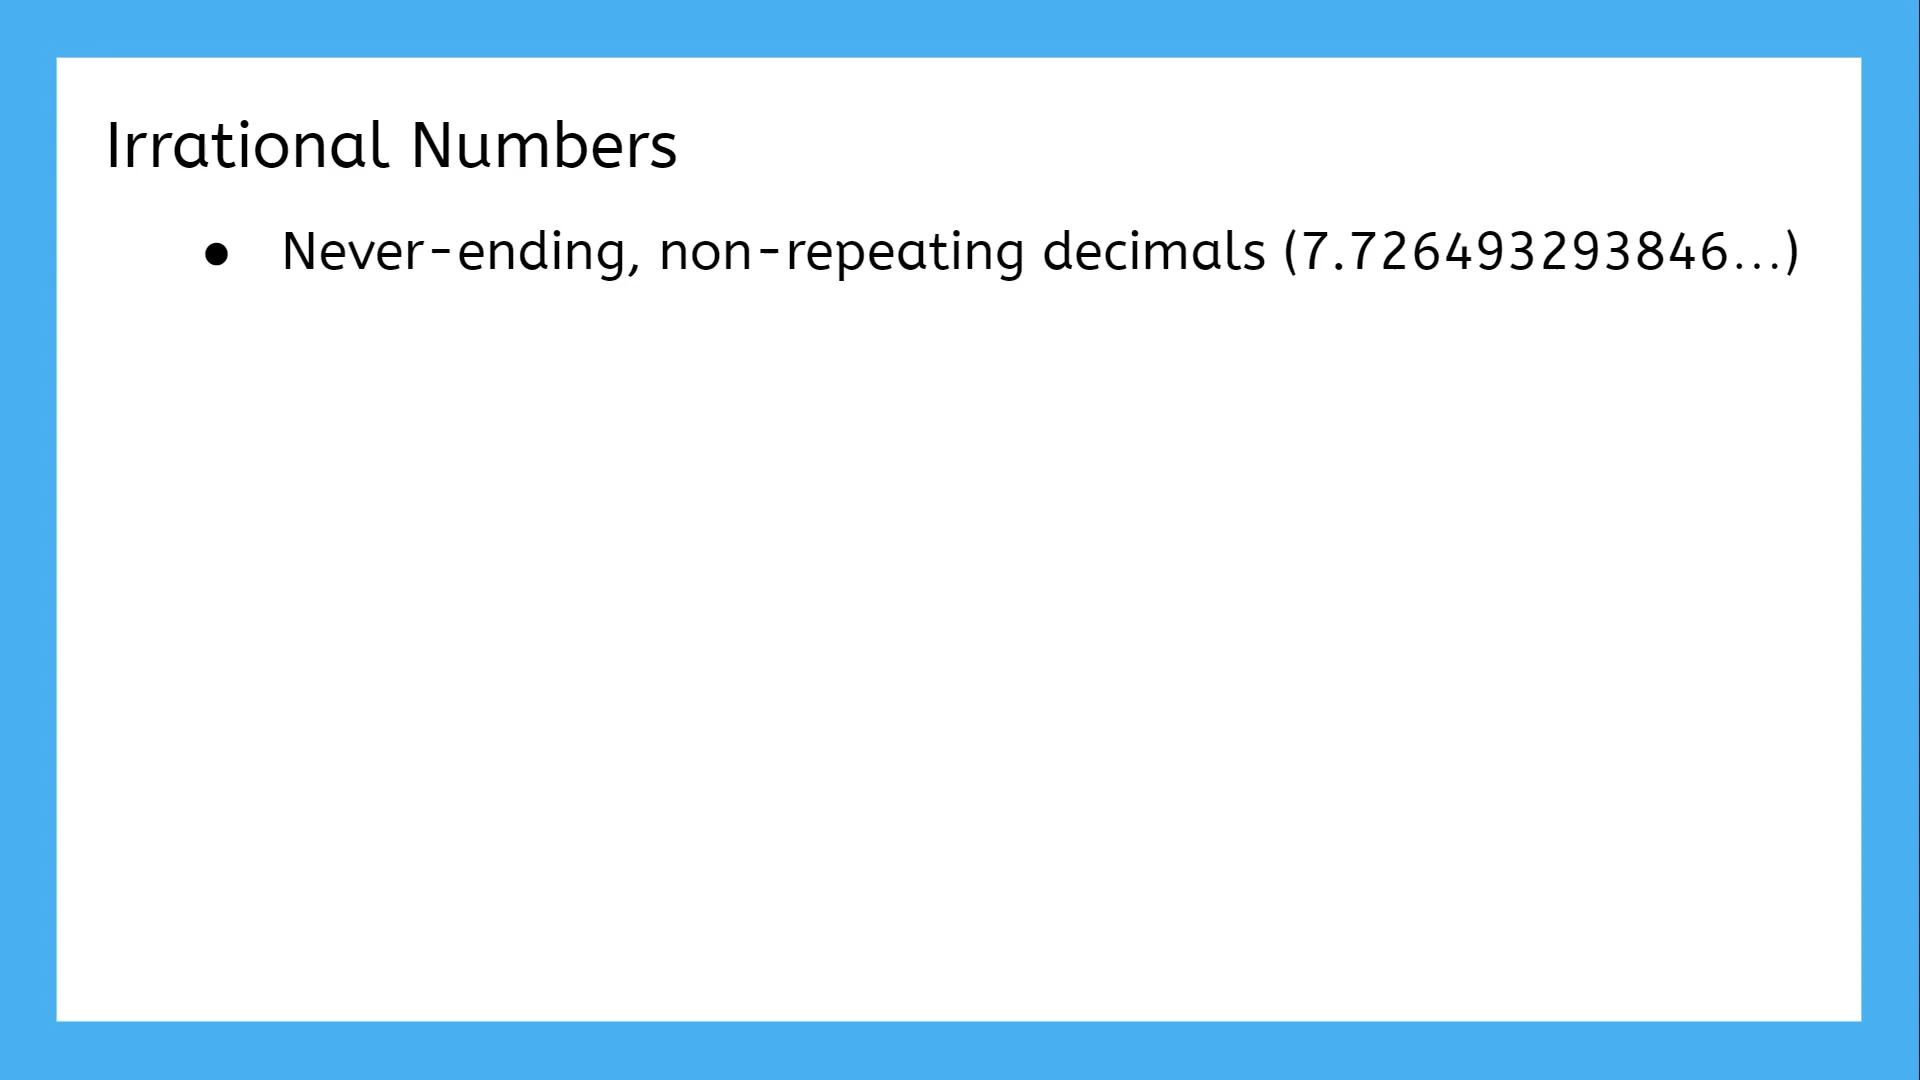 Irrational Numbers
● Never-ending, non-repeating decimals (7.726493293846...)